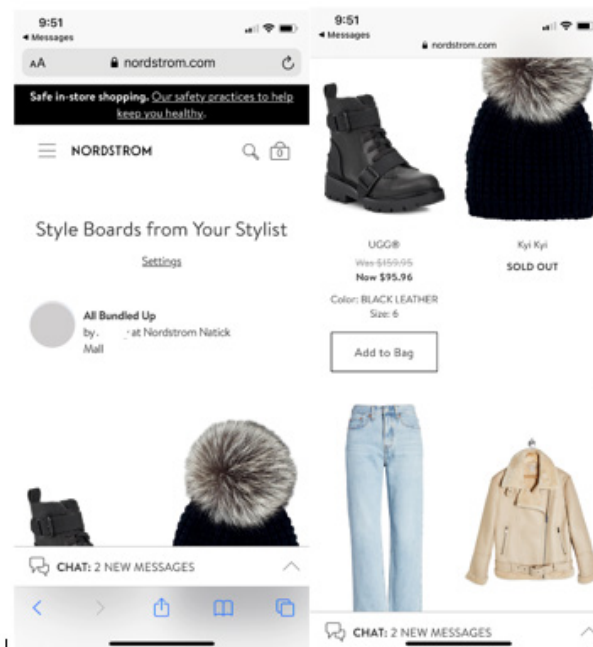 9:51
Messages
AA nordstrom.com
Safe in-store shopping. Our safety practices to help
keep you healthy.
NORDSTROM
0
Style Boards from Your Stylist
Settings
All Bundled Up
by. at Nordstrom Natick
Mall
CHAT: 2 NEW MESSAGES
9:51
Messages
nordstrom.com
UGG®
Was $159.95
Now $95.96
Color: BLACK LEATHER
Size: 6
Add to Bag
Kyi Kyi
SOLD OUT
CHAT: 2 NEW MESSAGES